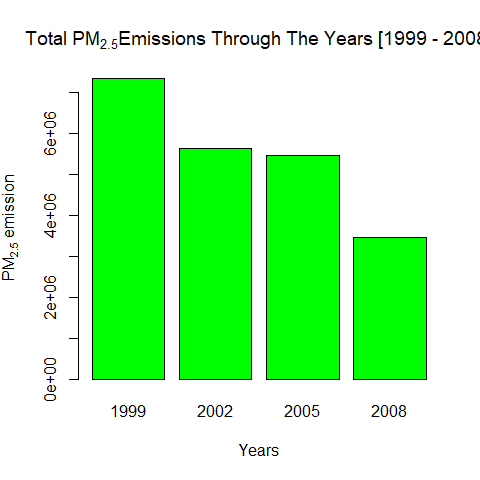 Total PM2.5Emissions Through The Years [1999 - 2008
PM2.5 emission
6e+06
4e+06
2e+06
0e+00
1999 2002 2005 2008
Years